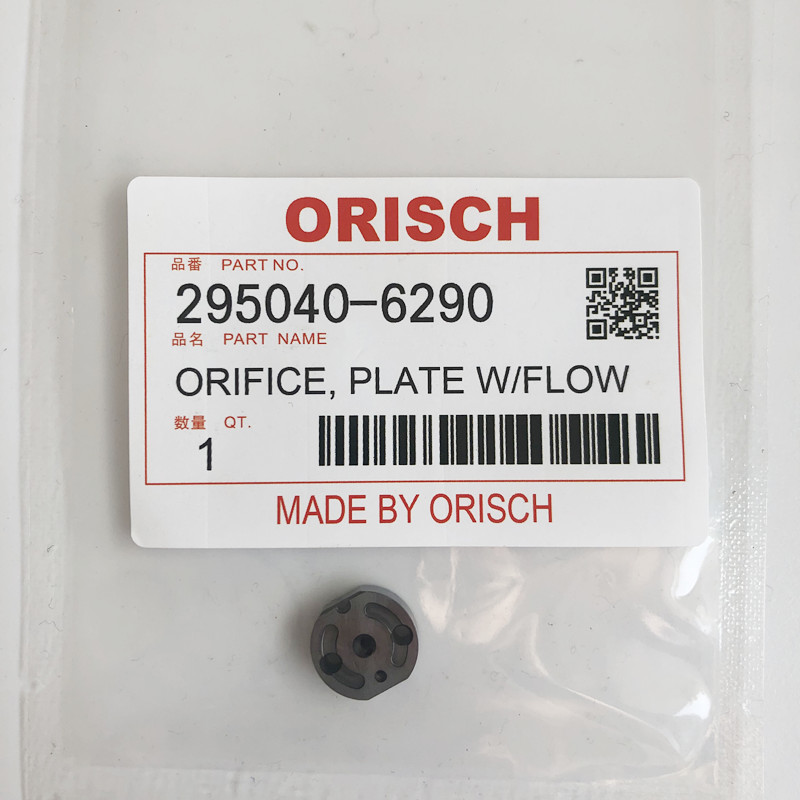 ORISCH
品番 PART NO.
295040-6290
品名 PART NAME
ORIFICE, PLATE W/FLOW
数量 QT.
1
MADE BY ORISCH